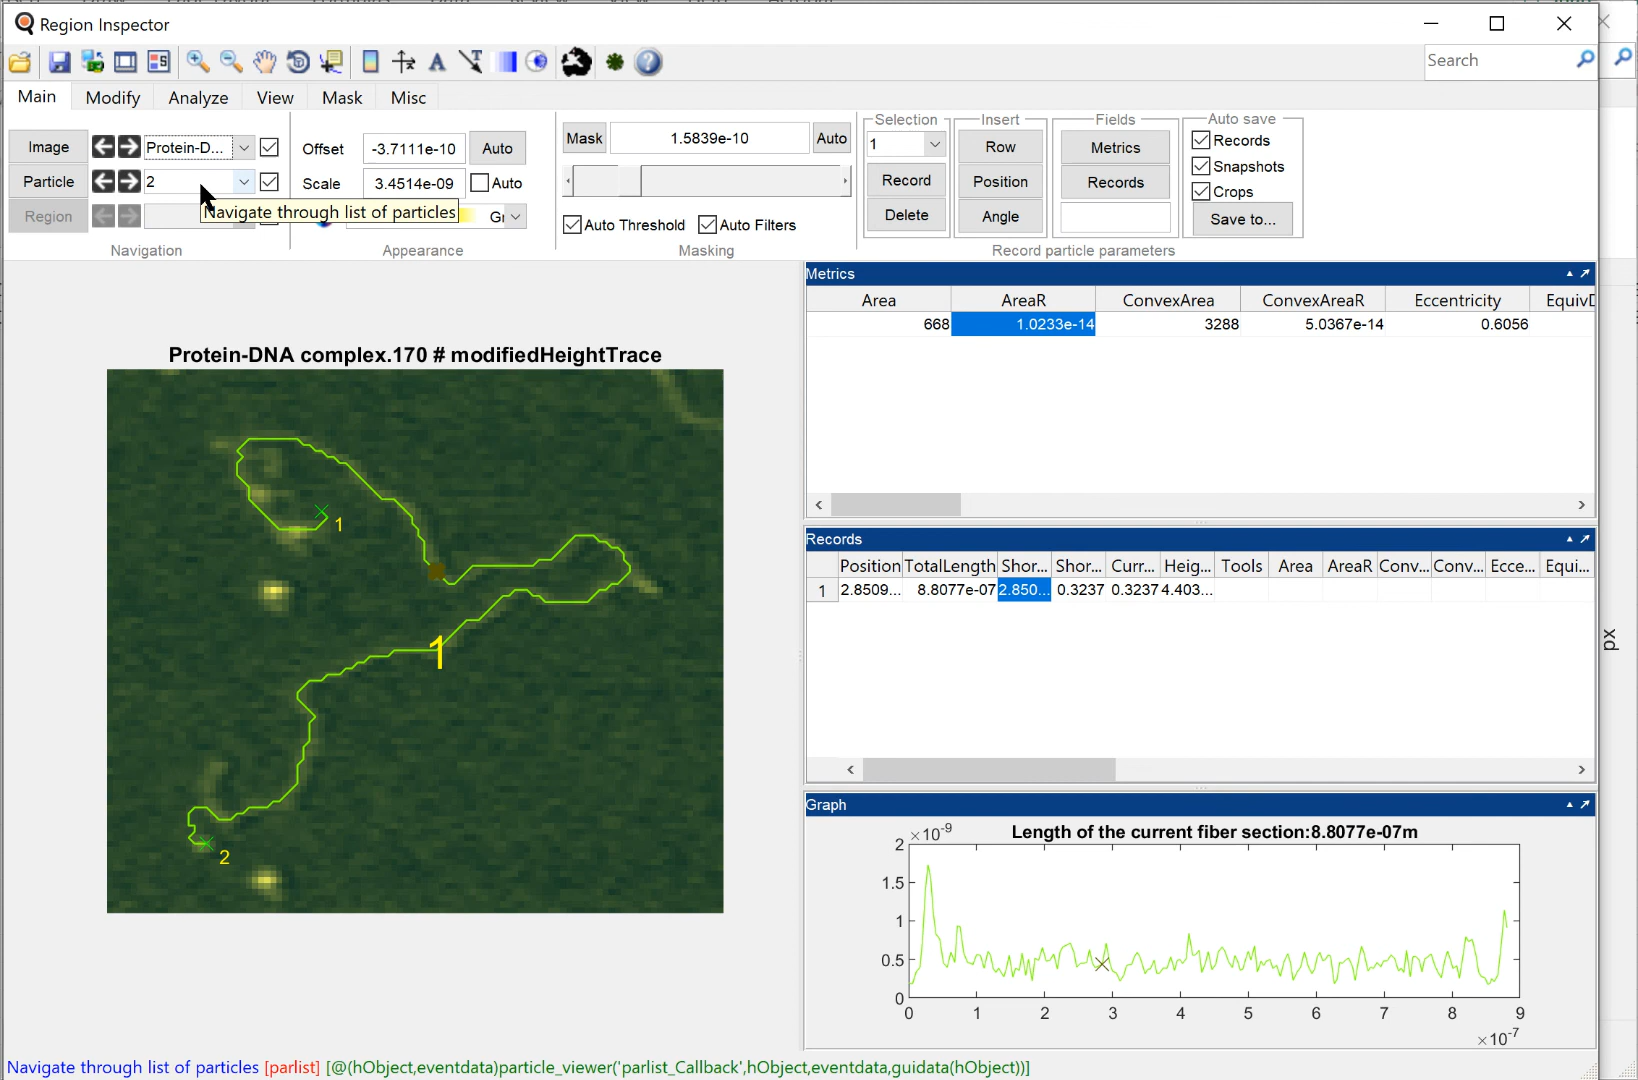 Region Inspector
Search
Main Modify Analyze View Mask Misc
Image Protein-D... Offset -3.7111e-10 Auto Mask 1.5839e-10 Auto Selection Insert Fields Auto save
1 Row Metrics Records
Particle 2 Scale 3.4514e-09 Auto Record Position Records Snapshots
Crops
Region Navigate through list of particles Auto Threshold Auto Filters Delete Angle Save to...
Navigation Appearance Masking Record particle parameters
Metrics
Area AreaR ConvexArea ConvexAreaR Eccentricity
668 1.0233e-14 3288 5.0367e-14 0.6056
Protein-DNA complex.170 # modifiedHeightTrace
1
1
2
Records
Position TotalLength Shor... Shor... Curr... Heig... Tools Area AreaR Conv... Conv... Ecce... Equi...
1 2.8509... 8.8077e-07 2.850... 0.3237 0.3237 4.403...
px
Graph
Length of the current fiber section:8.8077e-07m
×10-9
2
1.5
1
0.5
0
0 1 2 3 4 5 6 7 8 9
×10-7
Navigate through list of particles [parlist] [@(hObject,eventdata)particle_viewer('parlist_Callback',hObject,eventdata,guidata(hObject))]